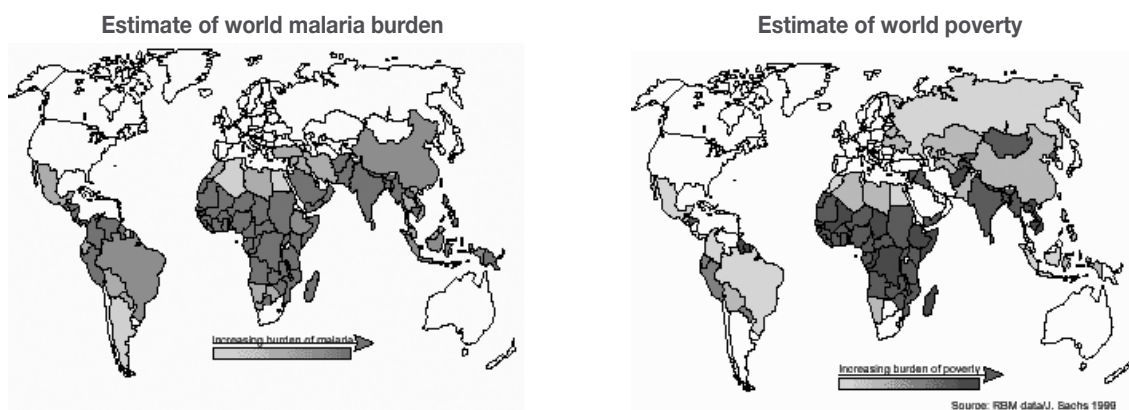 Estimate of world malaria burden
Estimate of world poverty
Increasing burden of malaria
Increasing burden of poverty
Source: RBM data/J. Sachs 1999